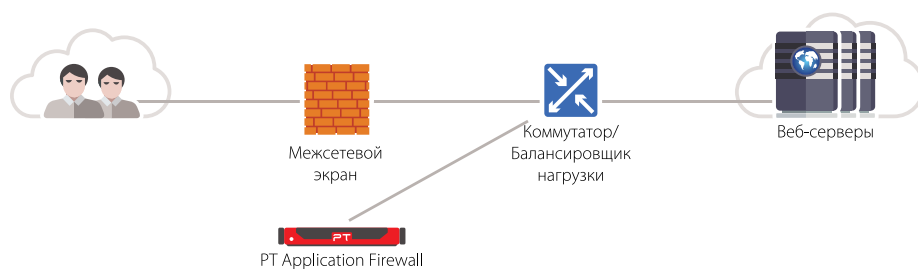 Межсетевой
экран
Коммутатор/
Балансировщик
нагрузки
Веб-серверы
PT
PT Application Firewall